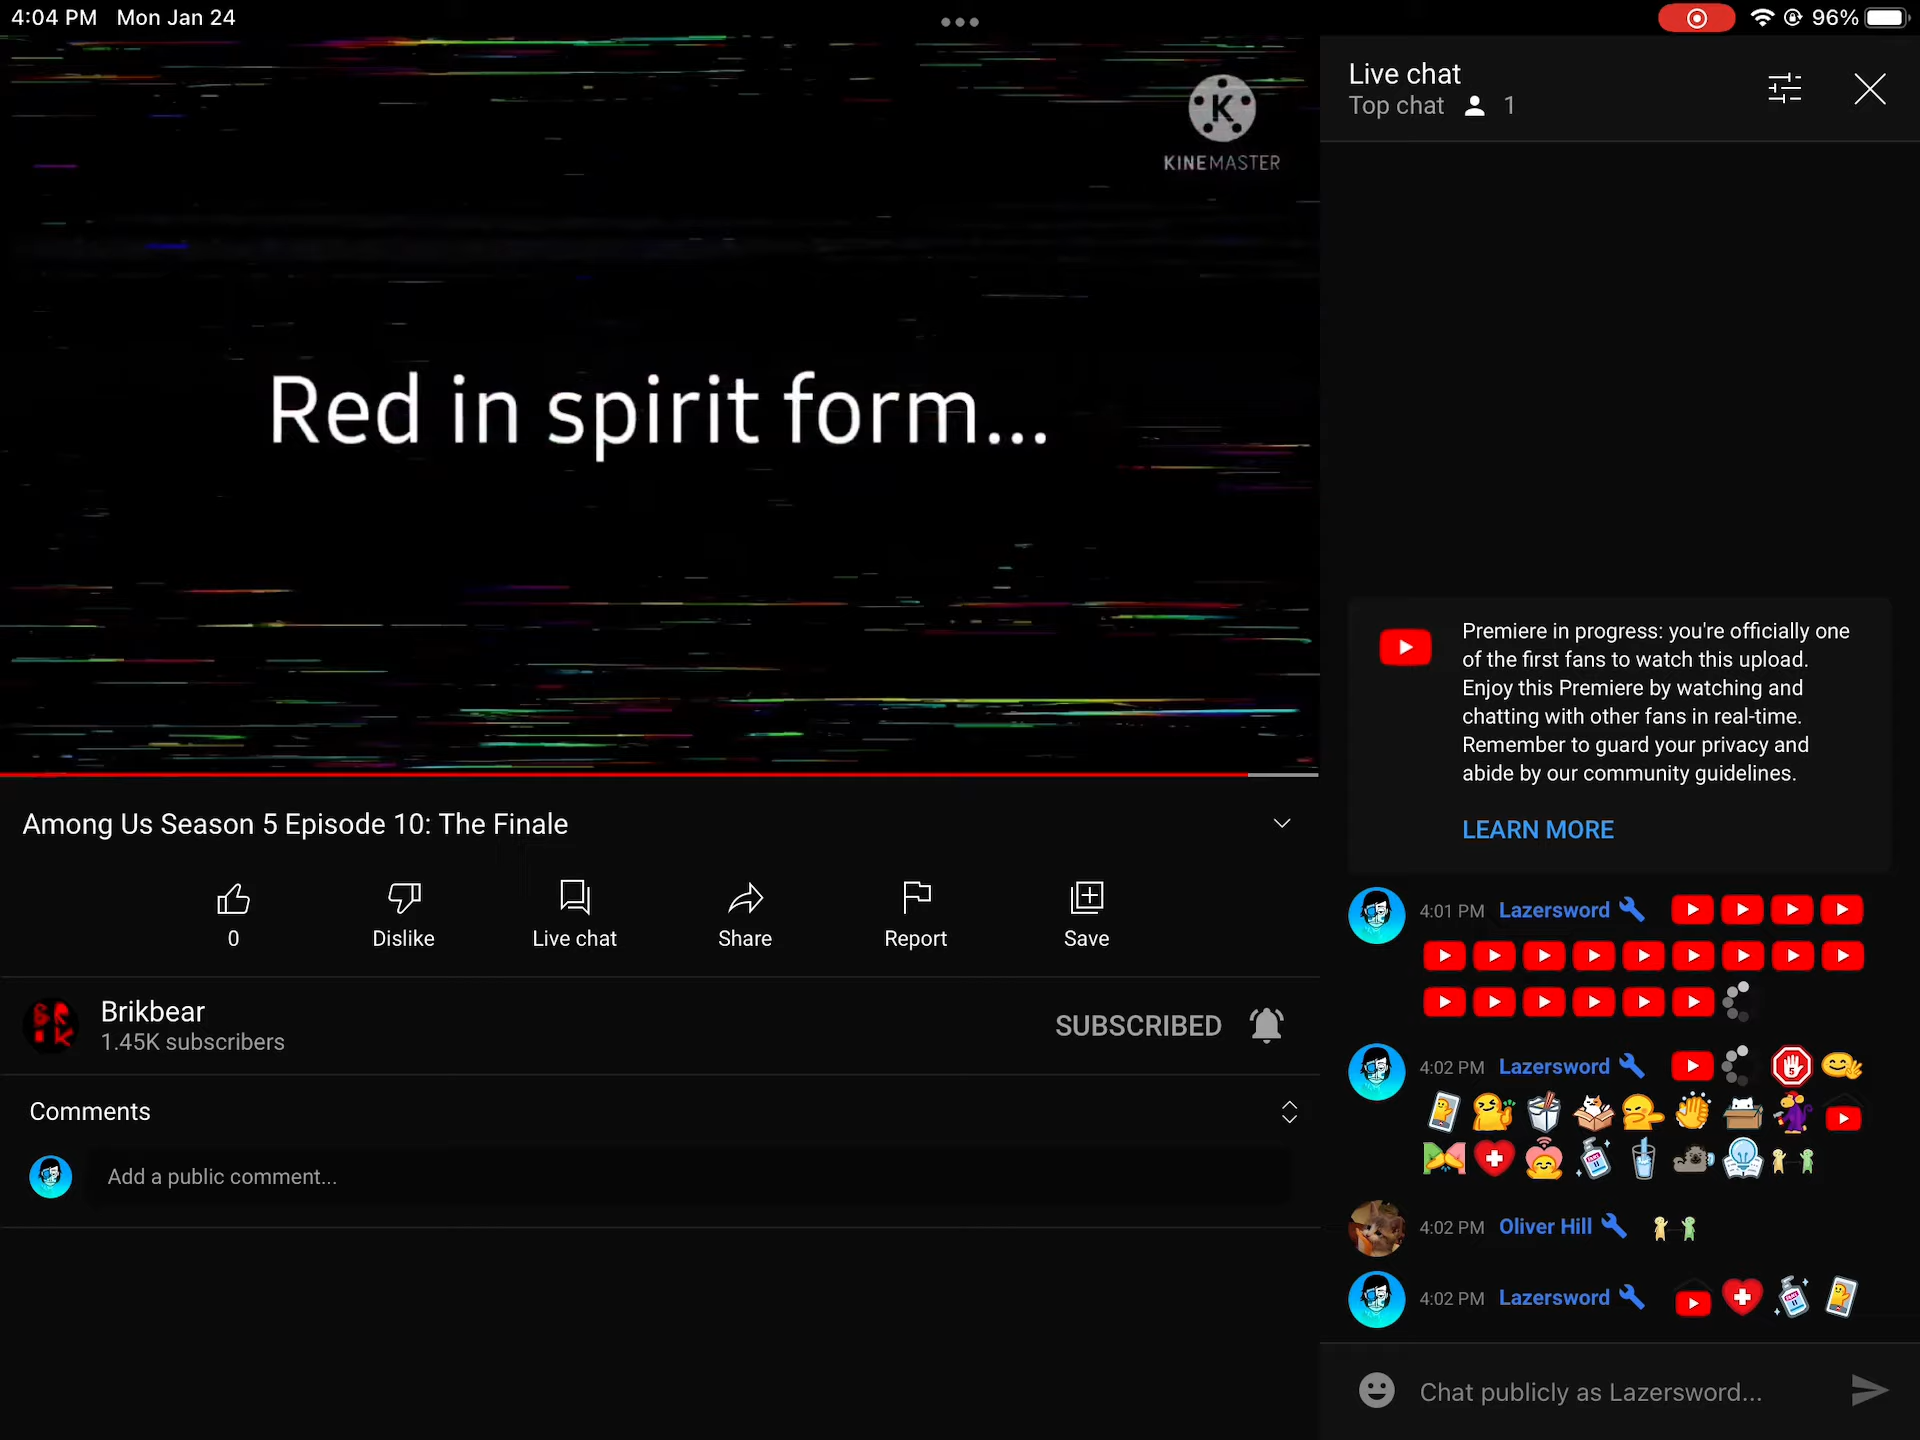 4:04 PM Mon Jan 24
96%
KINEMASTER
Red in spirit form...
Among Us Season 5 Episode 10: The Finale
0
Dislike
Live chat
Share
Report
Save
Brikbear
1.45K subscribers
SUBSCRIBED
Comments
Add a public comment...
Live chat
Top chat 1
Premiere in progress: you're officially one
of the first fans to watch this upload.
Enjoy this Premiere by watching and
chatting with other fans in real-time.
Remember to guard your privacy and
abide by our community guidelines.
LEARN MORE
4:01 PM Lazersword
4:02 PM Lazersword
4:02 PM Oliver Hill
4:02 PM Lazersword
Chat publicly as Lazersword...